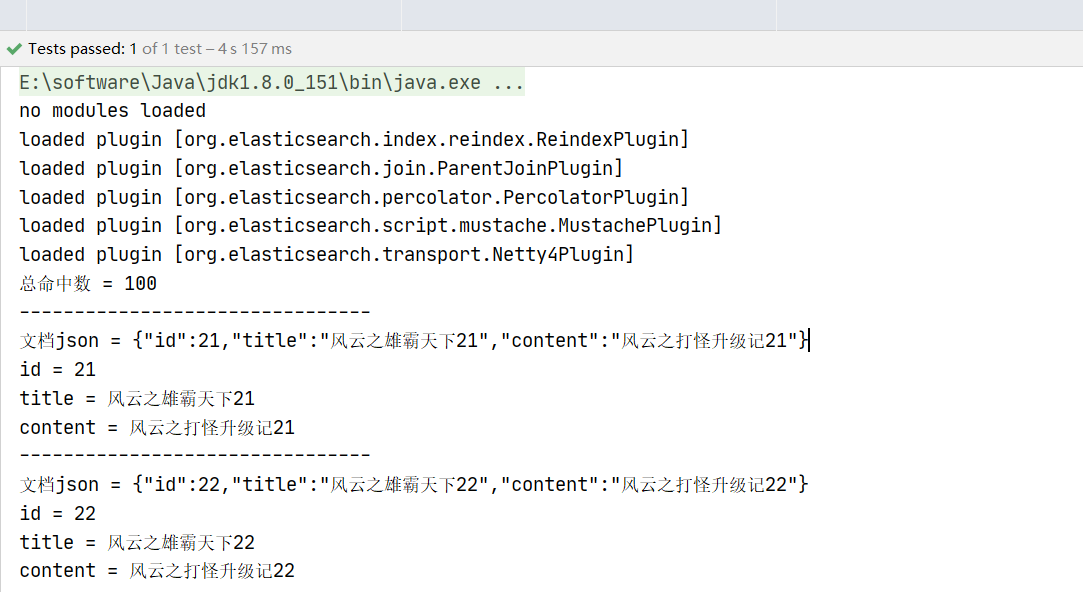 Tests passed: 1 of 1 test – 4 s 157 ms
E:\software\Java\jdk1.8.0_151\bin\java.exe ...
no modules loaded
loaded plugin [org.elasticsearch.index.reindex.ReindexPlugin]
loaded plugin [org.elasticsearch.join.ParentJoinPlugin]
loaded plugin [org.elasticsearch.percolator.PercolatorPlugin]
loaded plugin [org.elasticsearch.script.mustache.MustachePlugin]
loaded plugin [org.elasticsearch.transport.Netty4Plugin]
总命中数 = 100
--------------------------------
文档json = {"id":21,"title":"风云之雄霸天下21","content":"风云之打怪升级记21"}
id = 21
title = 风云之雄霸天下21
content = 风云之打怪升级记21
--------------------------------
文档json = {"id":22,"title":"风云之雄霸天下22","content":"风云之打怪升级记22"}
id = 22
title = 风云之雄霸天下22
content = 风云之打怪升级记22